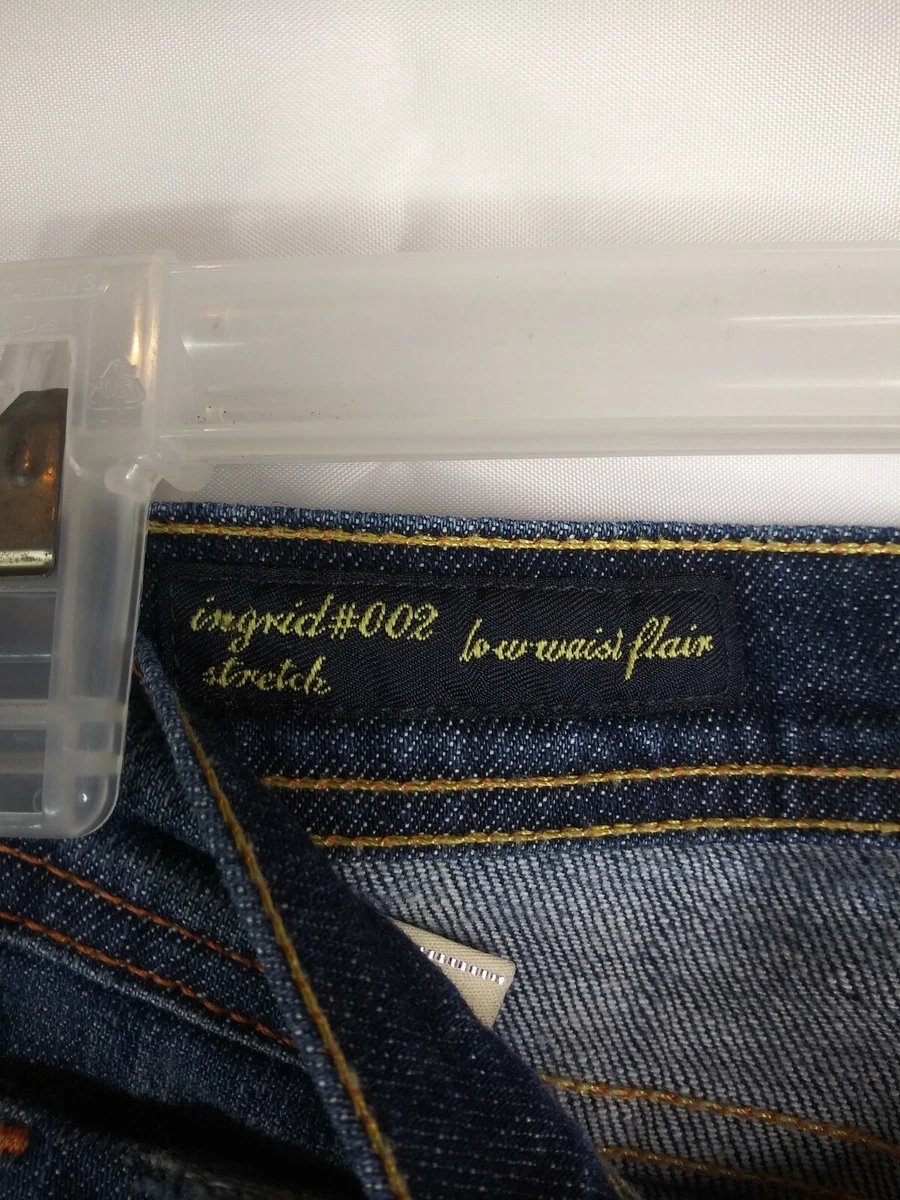 ingrid#002 low waist flair
stretch